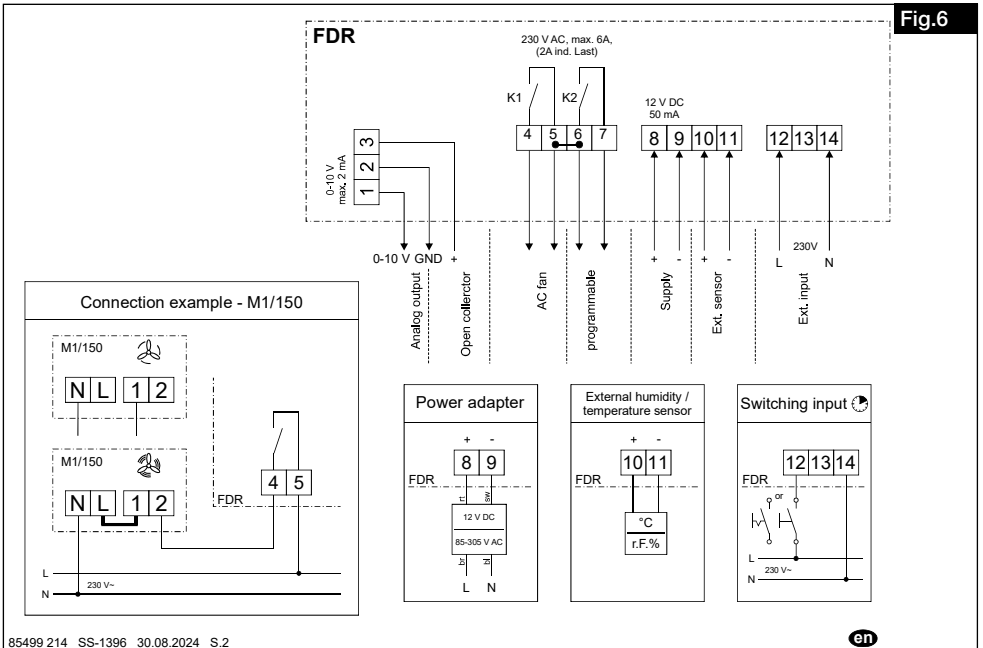 Fig.6
FDR
230 V AC, max. 6A,
(2A ind. Last)
K1
K2
12 V DC
50 mA
4 5 6 7
8 9 10 11
12 13 14
3
2
1
0-10 V
max. 2 mA
0-10 V GND +
+ - + -
L 230V N
Analog output
Open collerctor
AC fan
programmable
Supply
Ext. sensor
Ext. input
Connection example - M1/150
M1/150
N L 1 2
M1/150
N L 1 2
4 5
FDR
L
N
230 V~
Power adapter
+ -
8 9
FDR
rt sw
12 V DC
85-305 V AC
br bl
L N
External humidity /
temperature sensor
+ -
10 11
FDR
°C
r.F.%
Switching input
12 13 14
FDR
or
L
N
230 V~
85499 214 SS-1396 30.08.2024 S.2
en